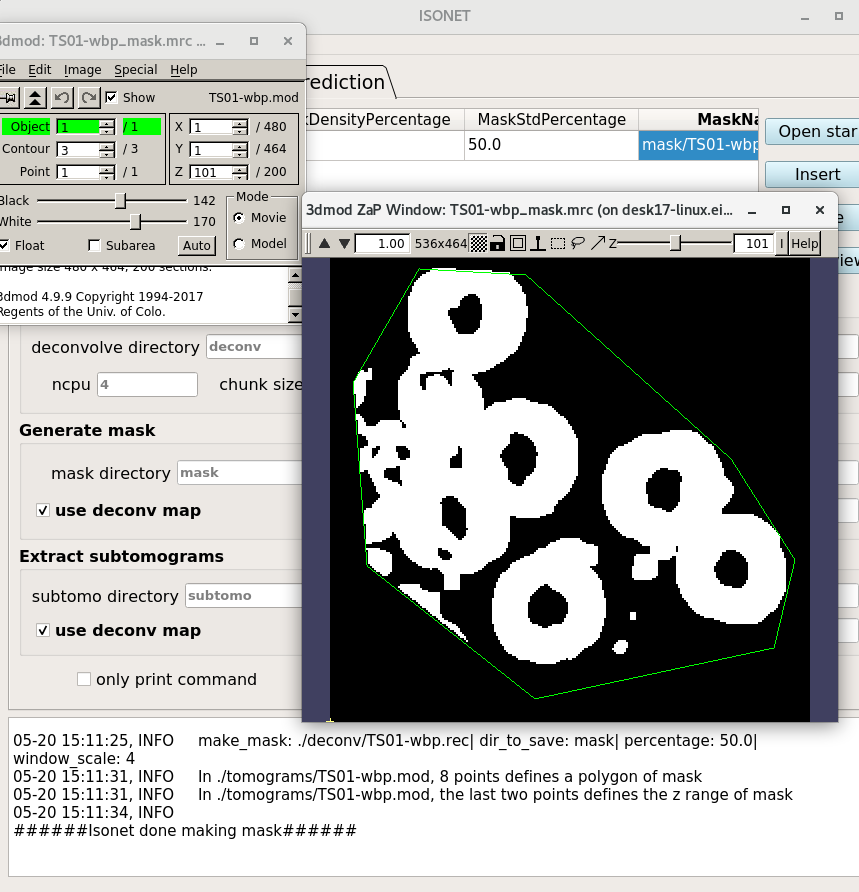 ISONET
3dmod: TS01-wbp_mask.mrc ...
File Edit Image Special Help
Show TS01-wbp.mod
Object 1 / 1 X 1 / 480
Contour 3 / 3 Y 1 / 464
Point 1 / 1 Z 101 / 200
Black 142
White 170
Mode
Movie
Model
Float Subarea Auto
image size 480 x 464, 200 sections.
3dmod 4.9.9 Copyright 1994-2017
Regents of the Univ. of Colo.
rediction
DensityPercentage MaskStdPercentage MaskNa
50.0 mask/TS01-wbp
Open star
Insert
3dmod ZaP Window: TS01-wbp_mask.mrc (on desk17-linux.ei...
1.00 536x464 Z 101 I Help
deconvolve directory deconv
ncpu 4 chunk size
Generate mask
mask directory mask
use deconv map
Extract subtomograms
subtomo directory subtomo
use deconv map
only print command
05-20 15:11:25, INFO make_mask: ./deconv/TS01-wbp.rec| dir_to_save: mask| percentage: 50.0|
window_scale: 4
05-20 15:11:31, INFO In ./tomograms/TS01-wbp.mod, 8 points defines a polygon of mask
05-20 15:11:31, INFO In ./tomograms/TS01-wbp.mod, the last two points defines the z range of mask
05-20 15:11:34, INFO
######Isonet done making mask######